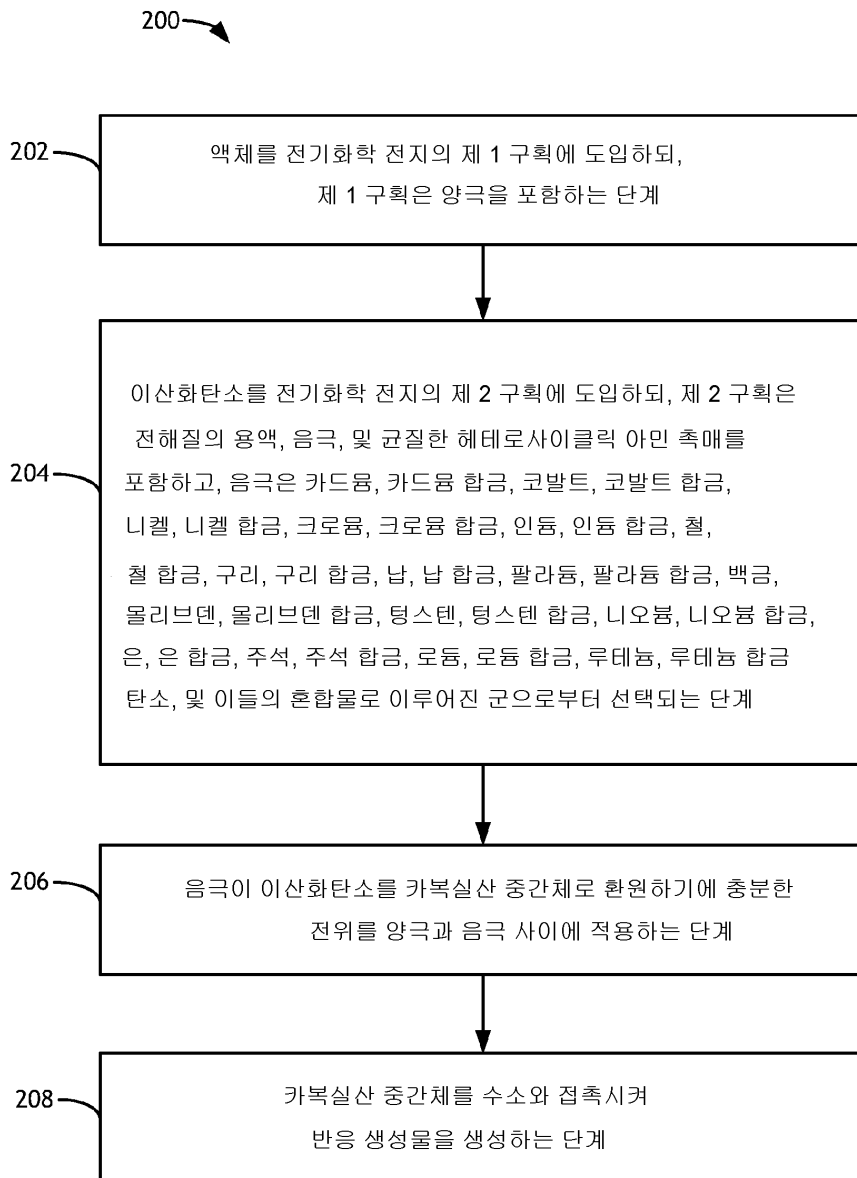 200
202
액체를 전기화학 전지의 제 1 구획에 도입하되,
제 1 구획은 양극을 포함하는 단계
204
이산화탄소를 전기화학 전지의 제 2 구획에 도입하되, 제 2 구획은
전해질의 용액, 음극, 및 균질한 헤테로사이클릭 아민 촉매를
포함하고, 음극은 카드뮴, 카드뮴 합금, 코발트, 코발트 합금,
니켈, 니켈 합금, 크로뮴, 크로뮴 합금, 인듐, 인듐 합금, 철,
철 합금, 구리, 구리 합금, 납, 납 합금, 팔라듐, 팔라듐 합금, 백금,
몰리브덴, 몰리브덴 합금, 텅스텐, 텅스텐 합금, 니오븀, 니오븀 합금,
은, 은 합금, 주석, 주석 합금, 로듐, 로듐 합금, 루테늄, 루테늄 합금
탄소, 및 이들의 혼합물로 이루어진 군으로부터 선택되는 단계
206
음극이 이산화탄소를 카복실산 중간체로 환원하기에 충분한
전위를 양극과 음극 사이에 적용하는 단계
208
카복실산 중간체를 수소와 접촉시켜
반응 생성물을 생성하는 단계